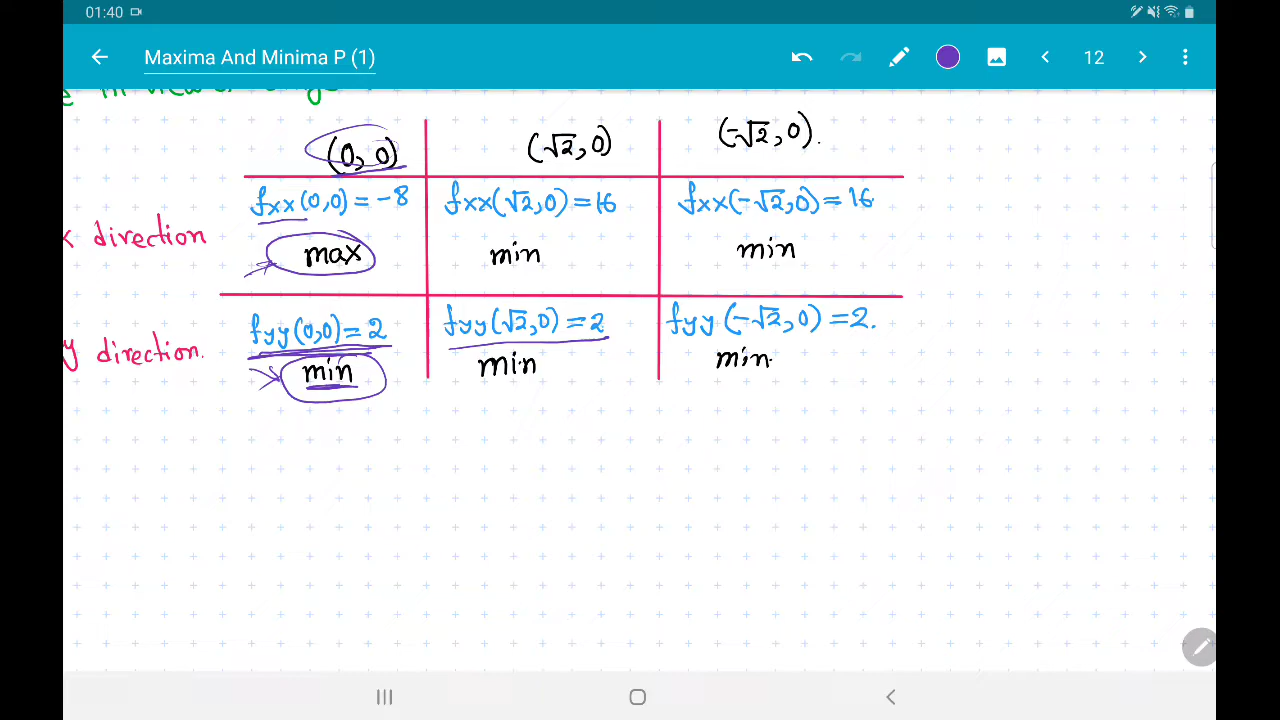 01:40
Maxima And Minima P (1)
12
(0, 0) (√2, 0) (-√2, 0).
fxx(0,0) = -8 fxx(√2,0) = 16 fxx(-√2,0) = 16
direction max min min
fyy(0,0) = 2 fyy(√2,0) = 2 fyy(-√2,0) = 2.
y direction. min min min